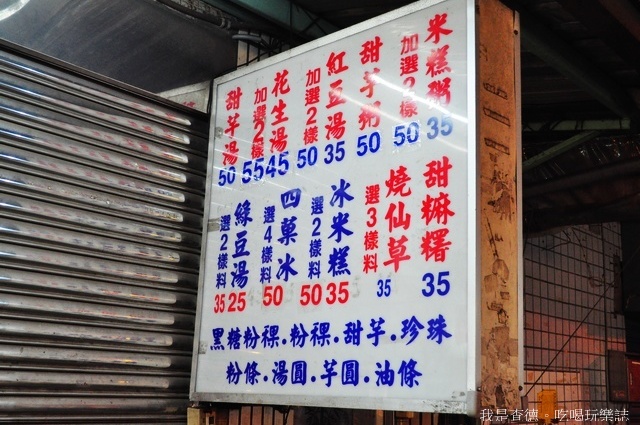 米糕粥 35
加選2樣 50
甜芋粥 50
紅豆湯 35
加選2樣 50
花生湯 45
加選2樣 55
甜芋湯 50
甜糍糬 35
燒仙草
選3樣料 35
冰米糕 35
選2樣料 50
四菓冰
選4樣料 50
綠豆湯 25
選2樣料 35
黑糖粉粿.粉粿.甜芋.珍珠
粉條.湯圓.芋圓.油條
我是查德。吃喝玩樂誌